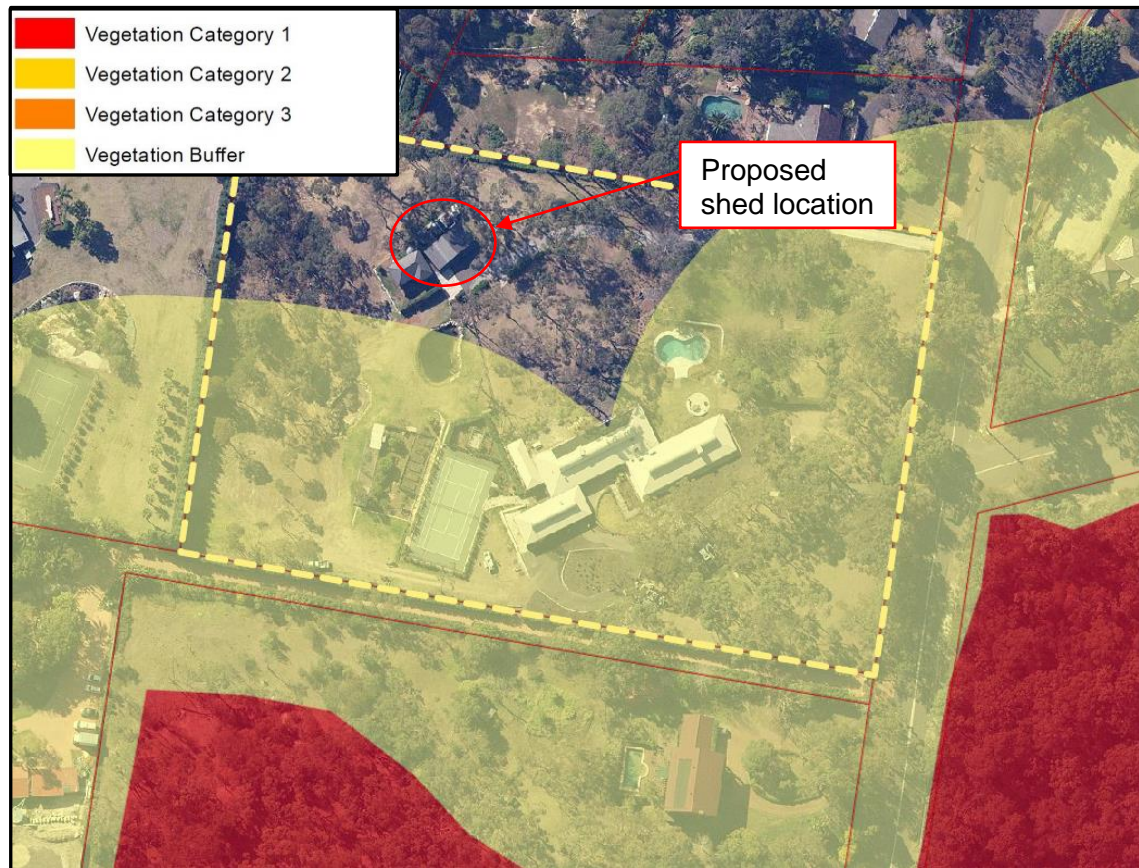 Vegetation Category 1
Vegetation Category 2
Vegetation Category 3
Vegetation Buffer
Proposed
shed location